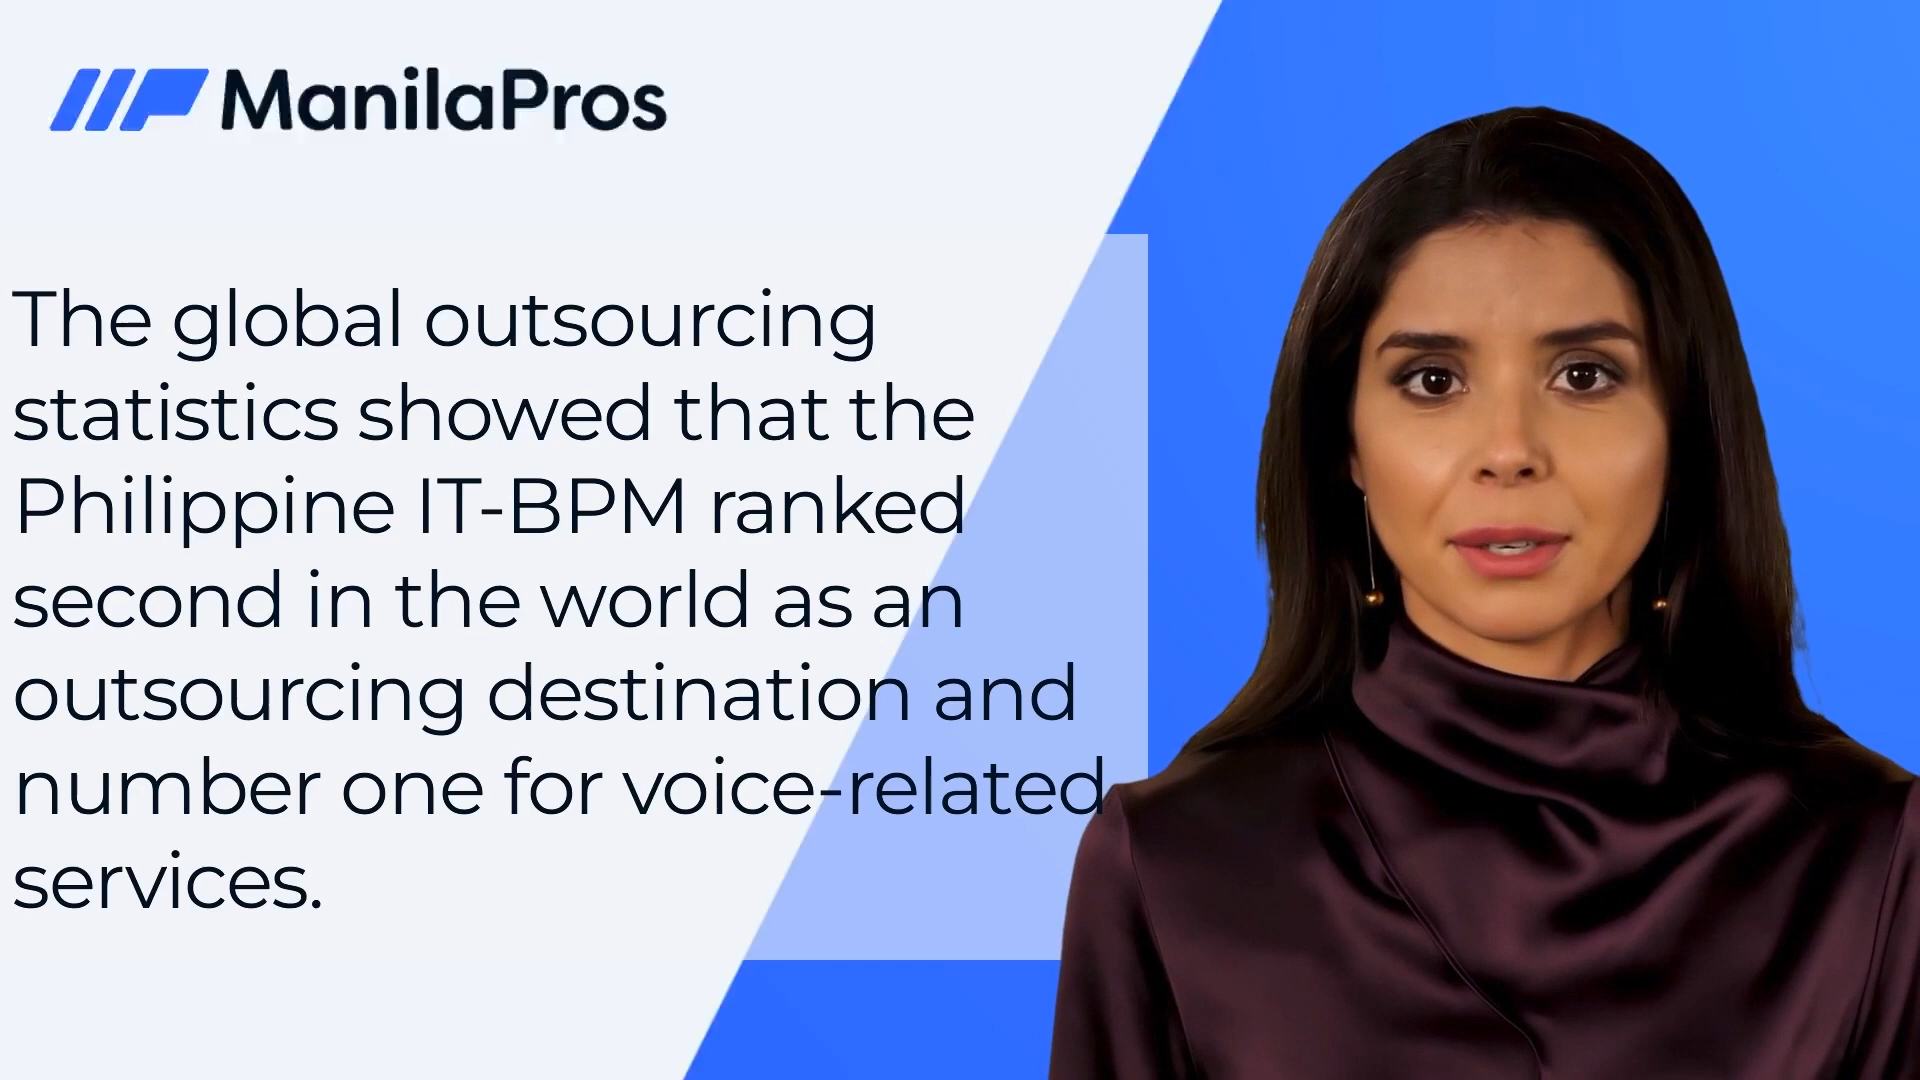 ManilaPros
The global outsourcing
statistics showed that the
Philippine IT-BPM ranked
second in the world as an
outsourcing destination and
number one for voice-related
services.